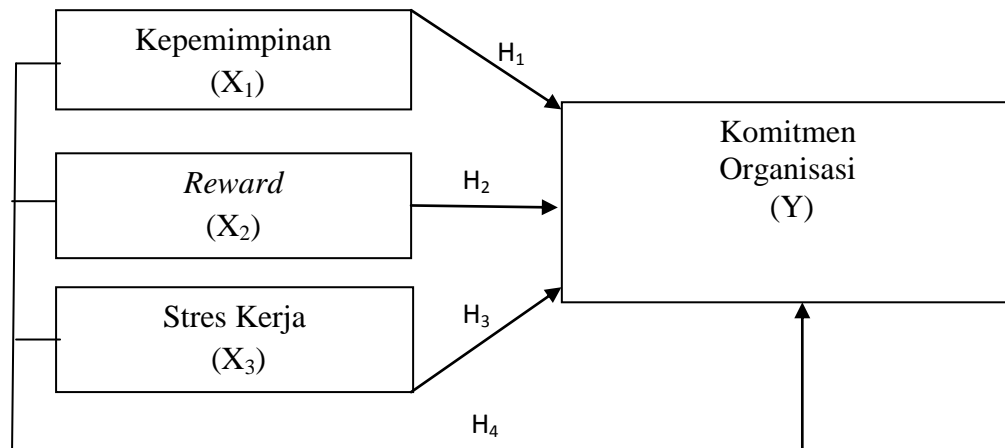 Kepemimpinan
(X₁)
H₁
Reward
(X₂)
H₂
Komitmen
Organisasi
(Y)
Stres Kerja
(X₃)
H₃
H₄